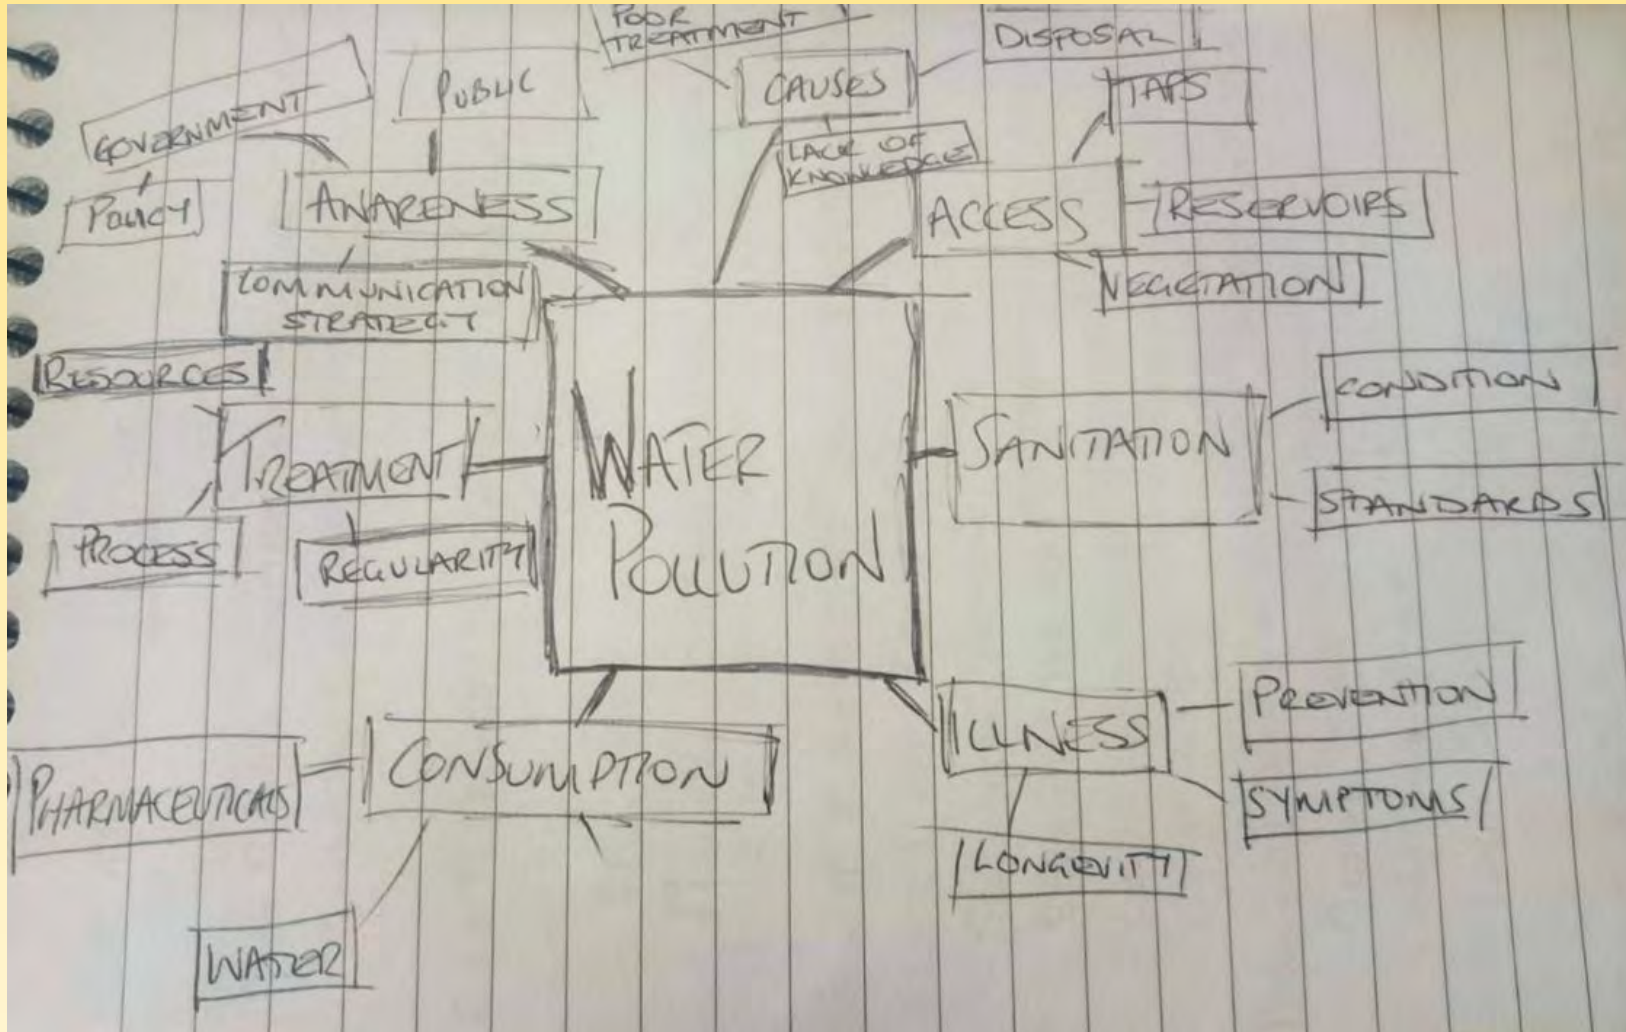 POOR
TREATMENT
DISPOSAL
CAUSES
PUBLIC
TAPS
GOVERNMENT
LACK OF
KNOWLEDGE
POLICY
AWARENESS
ACCESS
RESERVOIRS
COMMUNICATION
STRATEGY
VEGETATION
RESOURCES
CONDITION
TREATMENT
WATER
POLLUTION
SANITATION
STANDARDS
PROCESS
REGULARITY
PREVENTION
ILLNESS
CONSUMPTION
PHARMACEUTICALS
SYMPTOMS
LONGEVITY
WATER